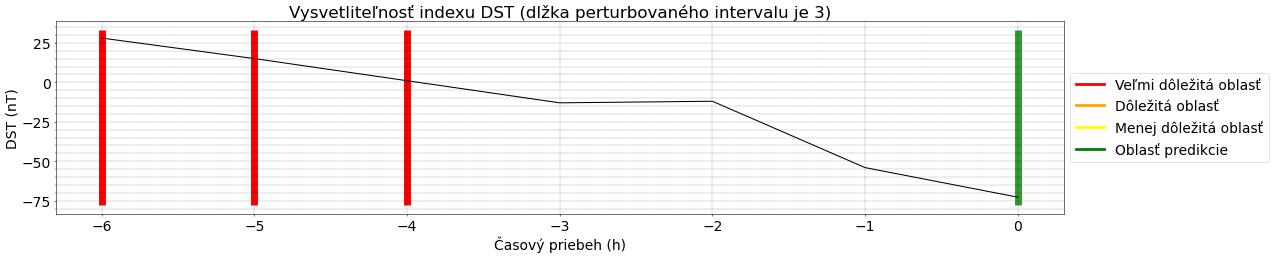 Vysvetliteľnosť indexu DST (dĺžka perturbovaného intervalu je 3)
DST (nT)
25
0
−25
−50
−75
−6 −5 −4 −3 −2 −1 0
Časový priebeh (h)
Veľmi dôležitá oblasť
Dôležitá oblasť
Menej dôležitá oblasť
Oblasť predikcie